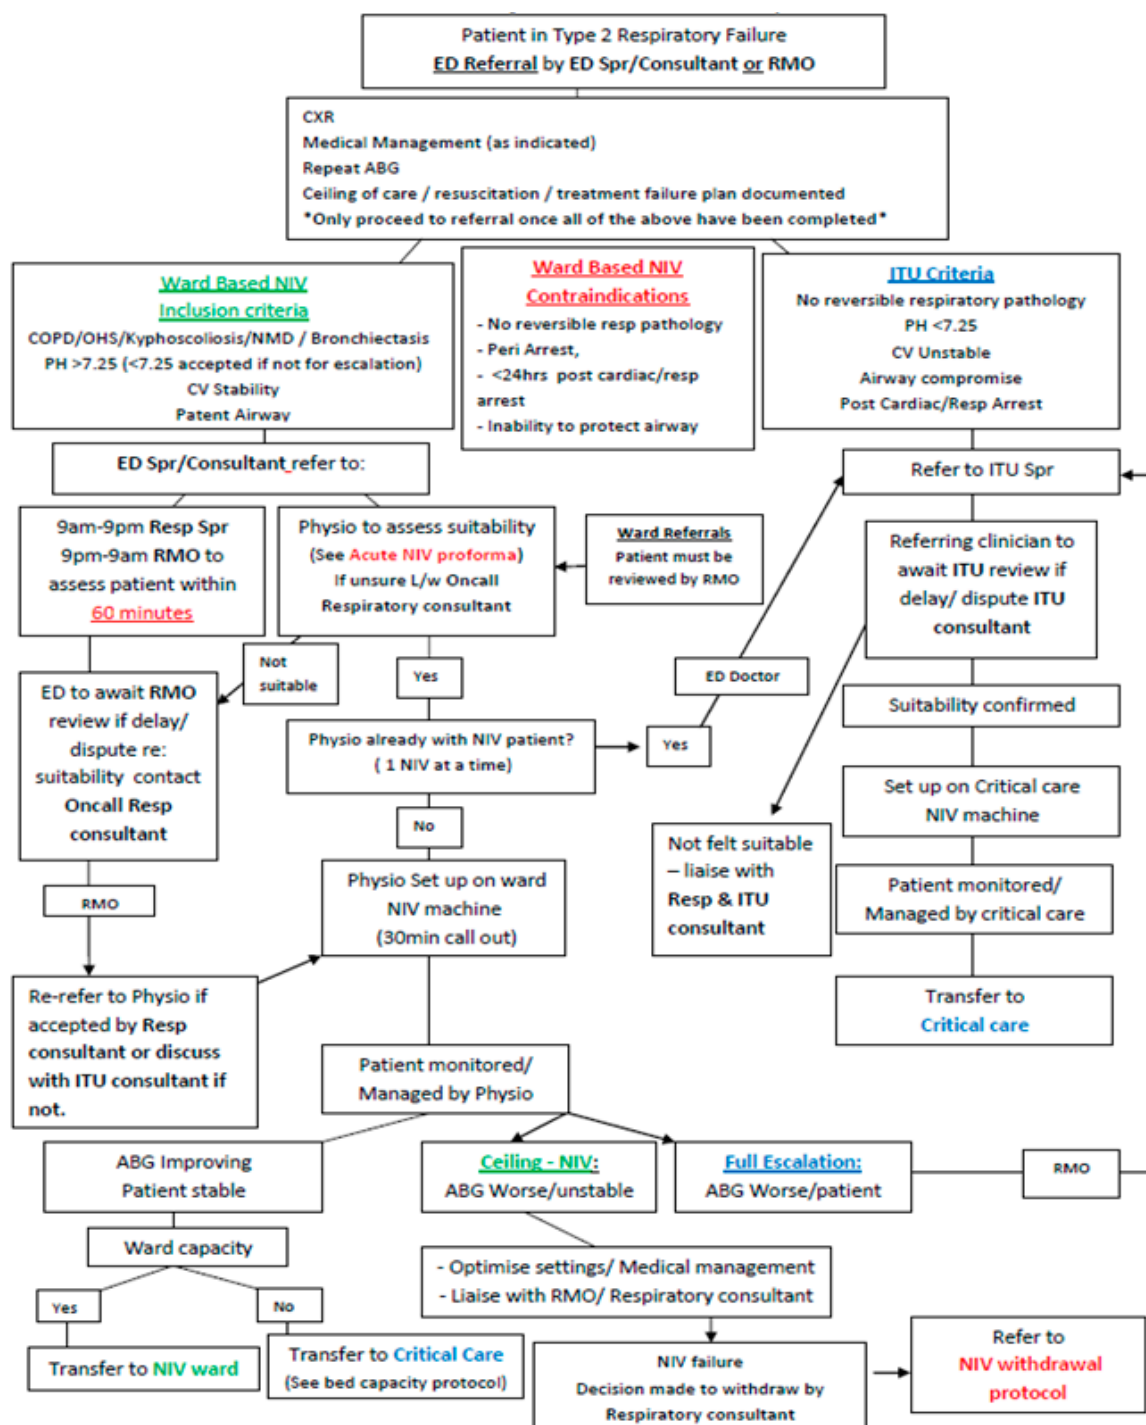 Patient in Type 2 Respiratory Failure
ED Referral by ED Spr/Consultant or RMO
CXR
Medical Management (as indicated)
Repeat ABG
Ceiling of care / resuscitation / treatment failure plan documented
*Only proceed to referral once all of the above have been completed*
Ward Based NIV
Inclusion criteria
COPD/OHS/Kyphoscoliosis/NMD / Bronchiectasis
PH >7.25 (<7.25 accepted if not for escalation)
CV Stability
Patent Airway
Ward Based NIV
Contraindications
- No reversible resp pathology
- Peri Arrest,
- <24hrs post cardiac/resp
arrest
- Inability to protect airway
ITU Criteria
No reversible respiratory pathology
PH <7.25
CV Unstable
Airway compromise
Post Cardiac/Resp Arrest
ED Spr/Consultant refer to:
Refer to ITU Spr
9am-9pm Resp Spr
9pm-9am RMO to
assess patient within
60 minutes
Physio to assess suitability
(See Acute NIV proforma)
If unsure L/w Oncall
Respiratory consultant
Ward Referrals
Patient must be
reviewed by RMO
Referring clinician to
await ITU review if
delay/ dispute ITU
consultant
Not
suitable
Yes
ED Doctor
ED to await RMO
review if delay/
dispute re:
suitability contact
Oncall Resp
consultant
Physio already with NIV patient?
( 1 NIV at a time)
Yes
Suitability confirmed
Set up on Critical care
NIV machine
No
Not felt suitable
– liaise with
Resp & ITU
consultant
RMO
Physio Set up on ward
NIV machine
(30min call out)
Patient monitored/
Managed by critical care
Re-refer to Physio if
accepted by Resp
consultant or discuss
with ITU consultant if
not.
Transfer to
Critical care
Patient monitored/
Managed by Physio
ABG Improving
Patient stable
Ceiling - NIV:
ABG Worse/unstable
Full Escalation:
ABG Worse/patient
RMO
Ward capacity
- Optimise settings/ Medical management
- Liaise with RMO/ Respiratory consultant
Yes
No
Transfer to NIV ward
Transfer to Critical Care
(See bed capacity protocol)
NIV failure
Decision made to withdraw by
Respiratory consultant
Refer to
NIV withdrawal
protocol